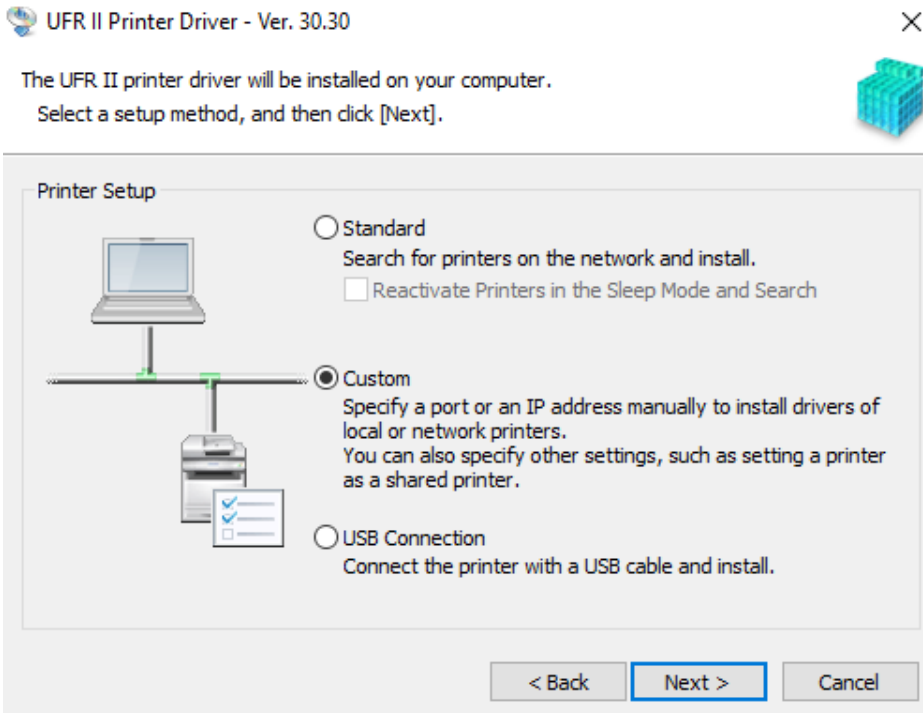 UFR II Printer Driver - Ver. 30.30
The UFR II printer driver will be installed on your computer.
Select a setup method, and then click [Next].
Printer Setup
Standard
Search for printers on the network and install.
Reactivate Printers in the Sleep Mode and Search
Custom
Specify a port or an IP address manually to install drivers of
local or network printers.
You can also specify other settings, such as setting a printer
as a shared printer.
USB Connection
Connect the printer with a USB cable and install.
< Back
Next >
Cancel